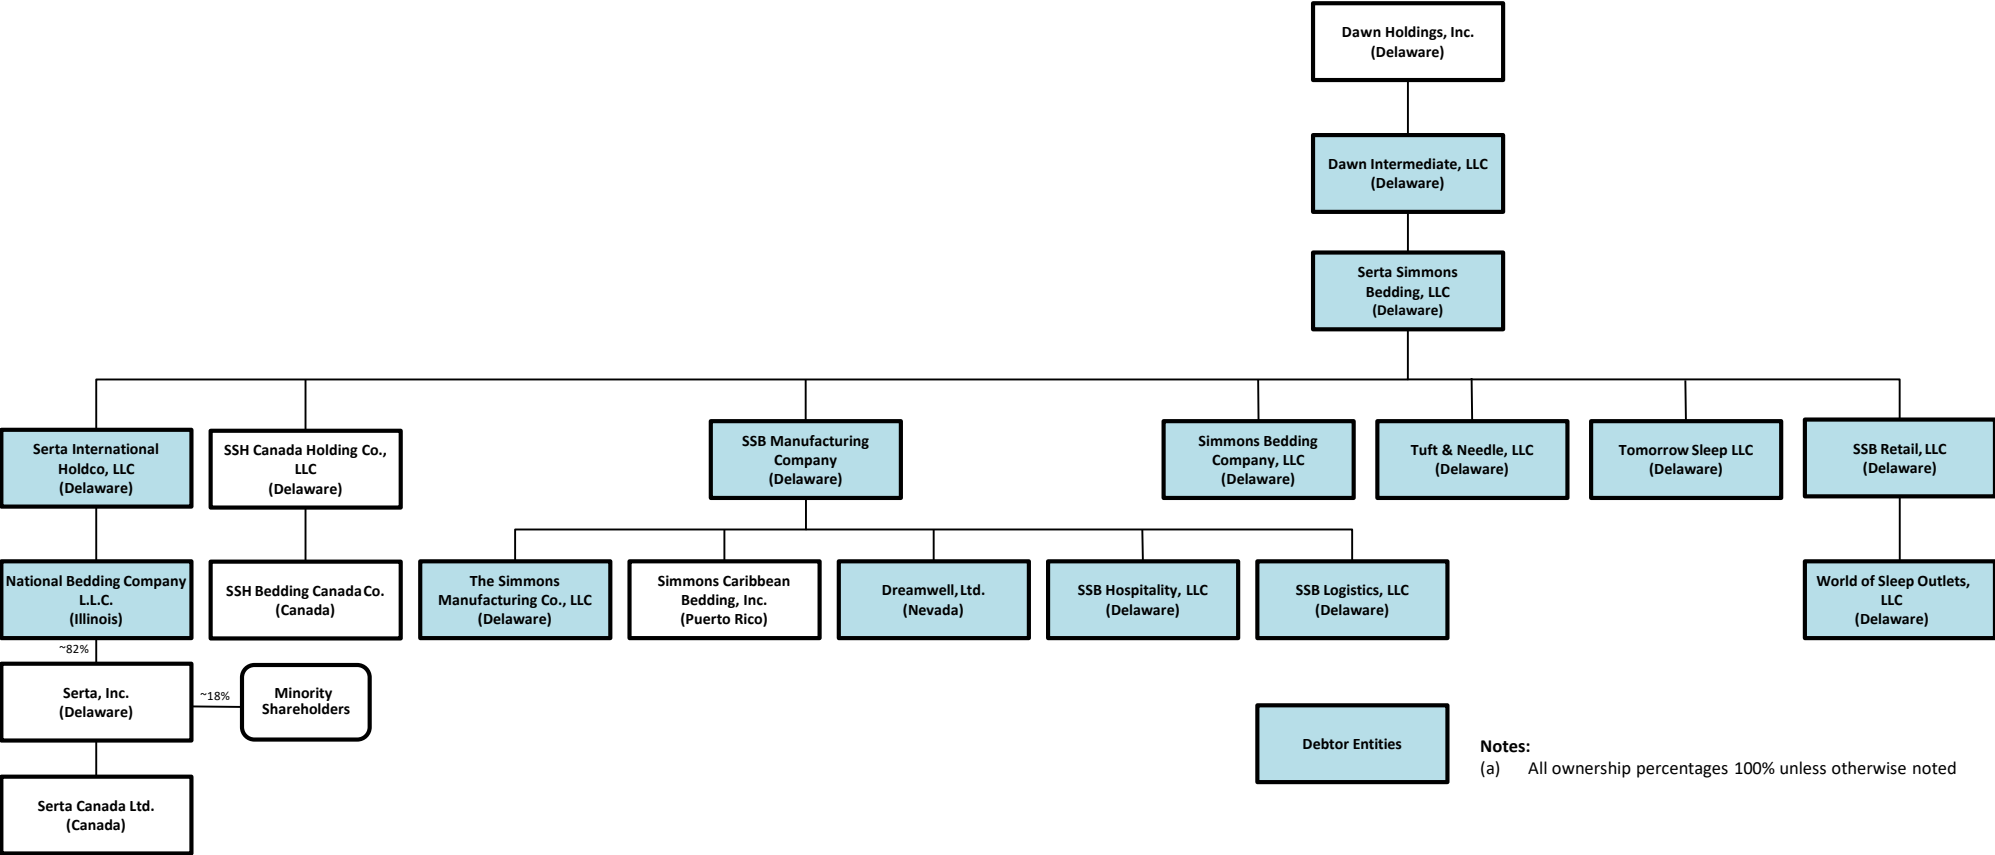 Dawn Holdings, Inc.
(Delaware)
Dawn Intermediate, LLC
(Delaware)
Serta Simmons
Bedding, LLC
(Delaware)
Serta International
Holdco, LLC
(Delaware)
SSH Canada Holding Co.,
LLC
(Delaware)
SSB Manufacturing
Company
(Delaware)
Simmons Bedding
Company, LLC
(Delaware)
Tuft & Needle, LLC
(Delaware)
Tomorrow Sleep LLC
(Delaware)
SSB Retail, LLC
(Delaware)
National Bedding Company
L.L.C.
(Illinois)
SSH Bedding Canada Co.
(Canada)
The Simmons
Manufacturing Co., LLC
(Delaware)
Simmons Caribbean
Bedding, Inc.
(Puerto Rico)
Dreamwell, Ltd.
(Nevada)
SSB Hospitality, LLC
(Delaware)
SSB Logistics, LLC
(Delaware)
World of Sleep Outlets,
LLC
(Delaware)
~82%
Serta, Inc.
(Delaware)
~18%
Minority
Shareholders
Serta Canada Ltd.
(Canada)
Debtor Entities
Notes:
(a) All ownership percentages 100% unless otherwise noted